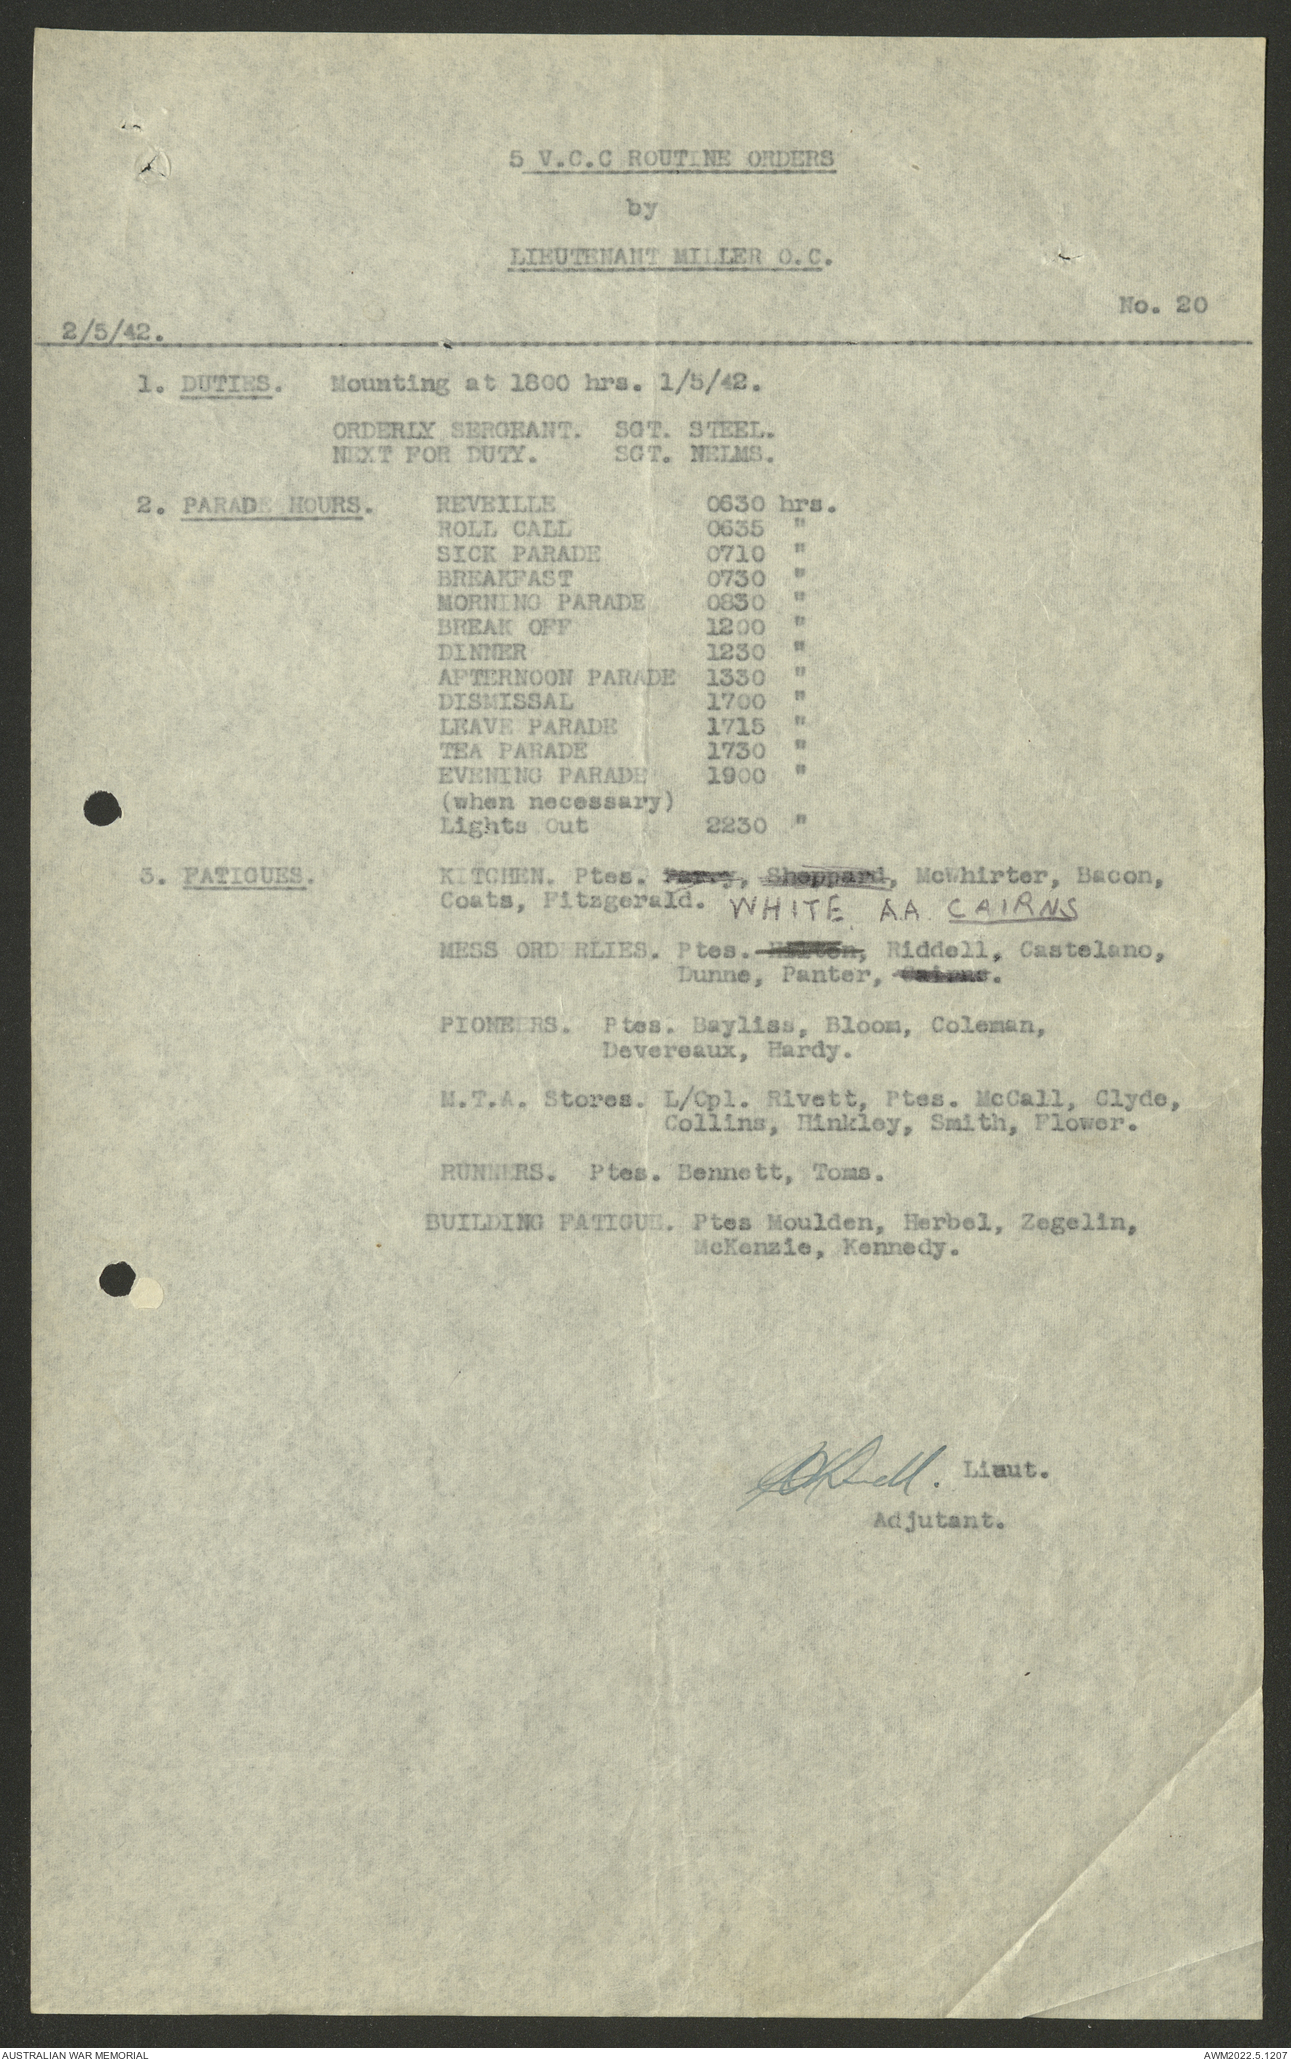 5 V.C.C ROUTINE ORDERS
by
LIEUTENANT MILLER O.C.
No. 20
2/5/42.
1. DUTIES. Mounting at 1800 hrs. 1/5/42.
ORDERLY SERGEANT. SGT. STEEL.
NEXT FOR DUTY. SGT. NELMS.
2. PARADE HOURS. REVEILLE 0630 hrs.
ROLL CALL 0635 "
SICK PARADE 0710 "
BREAKFAST 0730 "
MORNING PARADE 0830 "
BREAK OFF 1200 "
DINNER 1230 "
AFTERNOON PARADE 1330 "
DISMISSAL 1700 "
LEAVE PARADE 1715 "
TEA PARADE 1730 "
EVENING PARADE 1900 "
(when necessary)
Lights Out 2230 "
3. FATIGUES. KITCHEN. Ptes. Parry, Sheppard, McWhirter, Bacon,
Coats, Fitzgerald. WHITE AA CAIRNS
MESS ORDERLIES. Ptes. Riddell, Castelano,
Dunne, Panter, Cairns.
PIONEERS. Ptes. Bayliss, Bloom, Coleman,
Devereaux, Hardy.
M.T.A. Stores. L/Cpl. Rivett, Ptes. McCall, Clyde,
Collins, Hinkley, Smith, Flower.
RUNNERS. Ptes. Bennett, Toms.
BUILDING FATIGUE. Ptes Moulden, Herbel, Zegelin,
McKenzie, Kennedy.
Lieut.
Adjutant.
AUSTRALIAN WAR MEMORIAL
AWM2022.5.1207